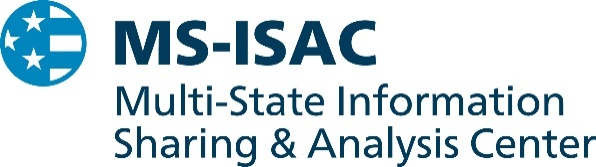 MS-ISAC
Multi-State Information
Sharing & Analysis Center